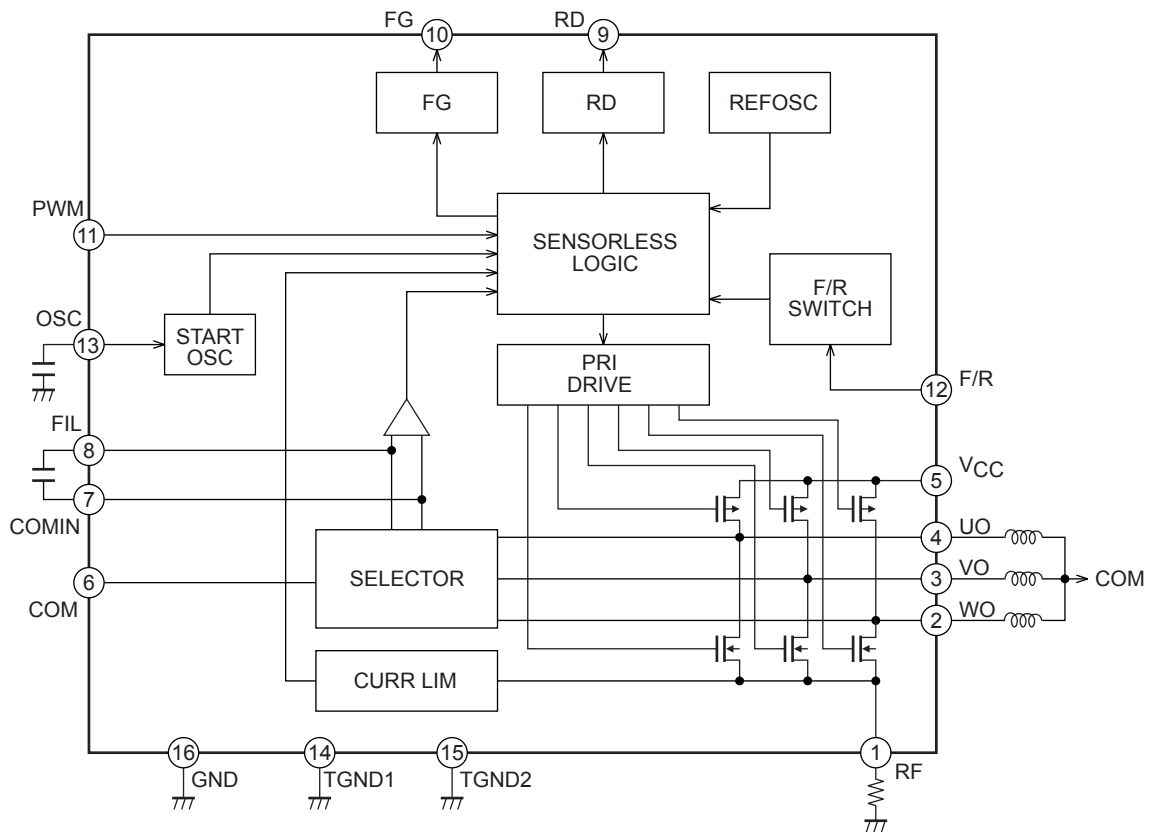 FG
RD
10
9
FG
RD
REFOSC
PWM
11
SENSORLESS
LOGIC
F/R
SWITCH
OSC
13
START
OSC
PRI
DRIVE
12
F/R
FIL
8
7
COMIN
5
VCC
4
UO
SELECTOR
3
VO
COM
6
COM
2
WO
CURR LIM
16
14
15
1
GND
TGND1
TGND2
RF